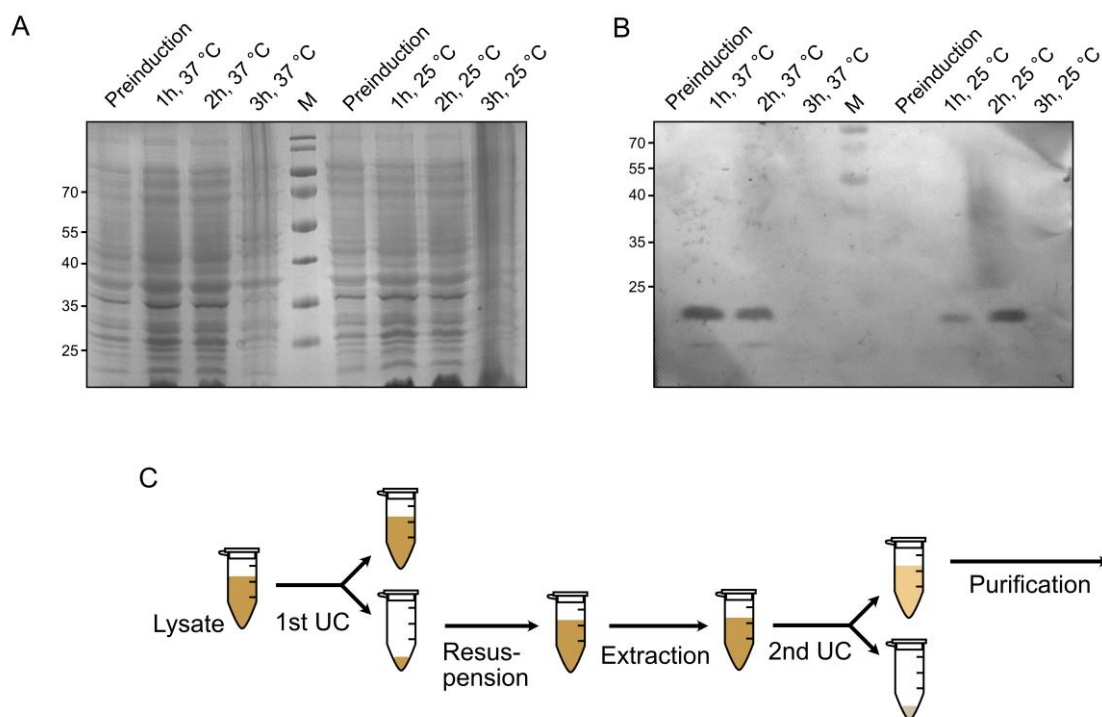 A
Preinduction
1h, 37 °C
2h, 37 °C
3h, 37 °C
M
Preinduction
1h, 25 °C
2h, 25 °C
3h, 25 °C
70
55
40
35
25
B
Preinduction
1h, 37 °C
2h, 37 °C
3h, 37 °C
M
Preinduction
1h, 25 °C
2h, 25 °C
3h, 25 °C
70
55
40
35
25
C
Lysate
1st UC
Resus-
pension
Extraction
2nd UC
Purification